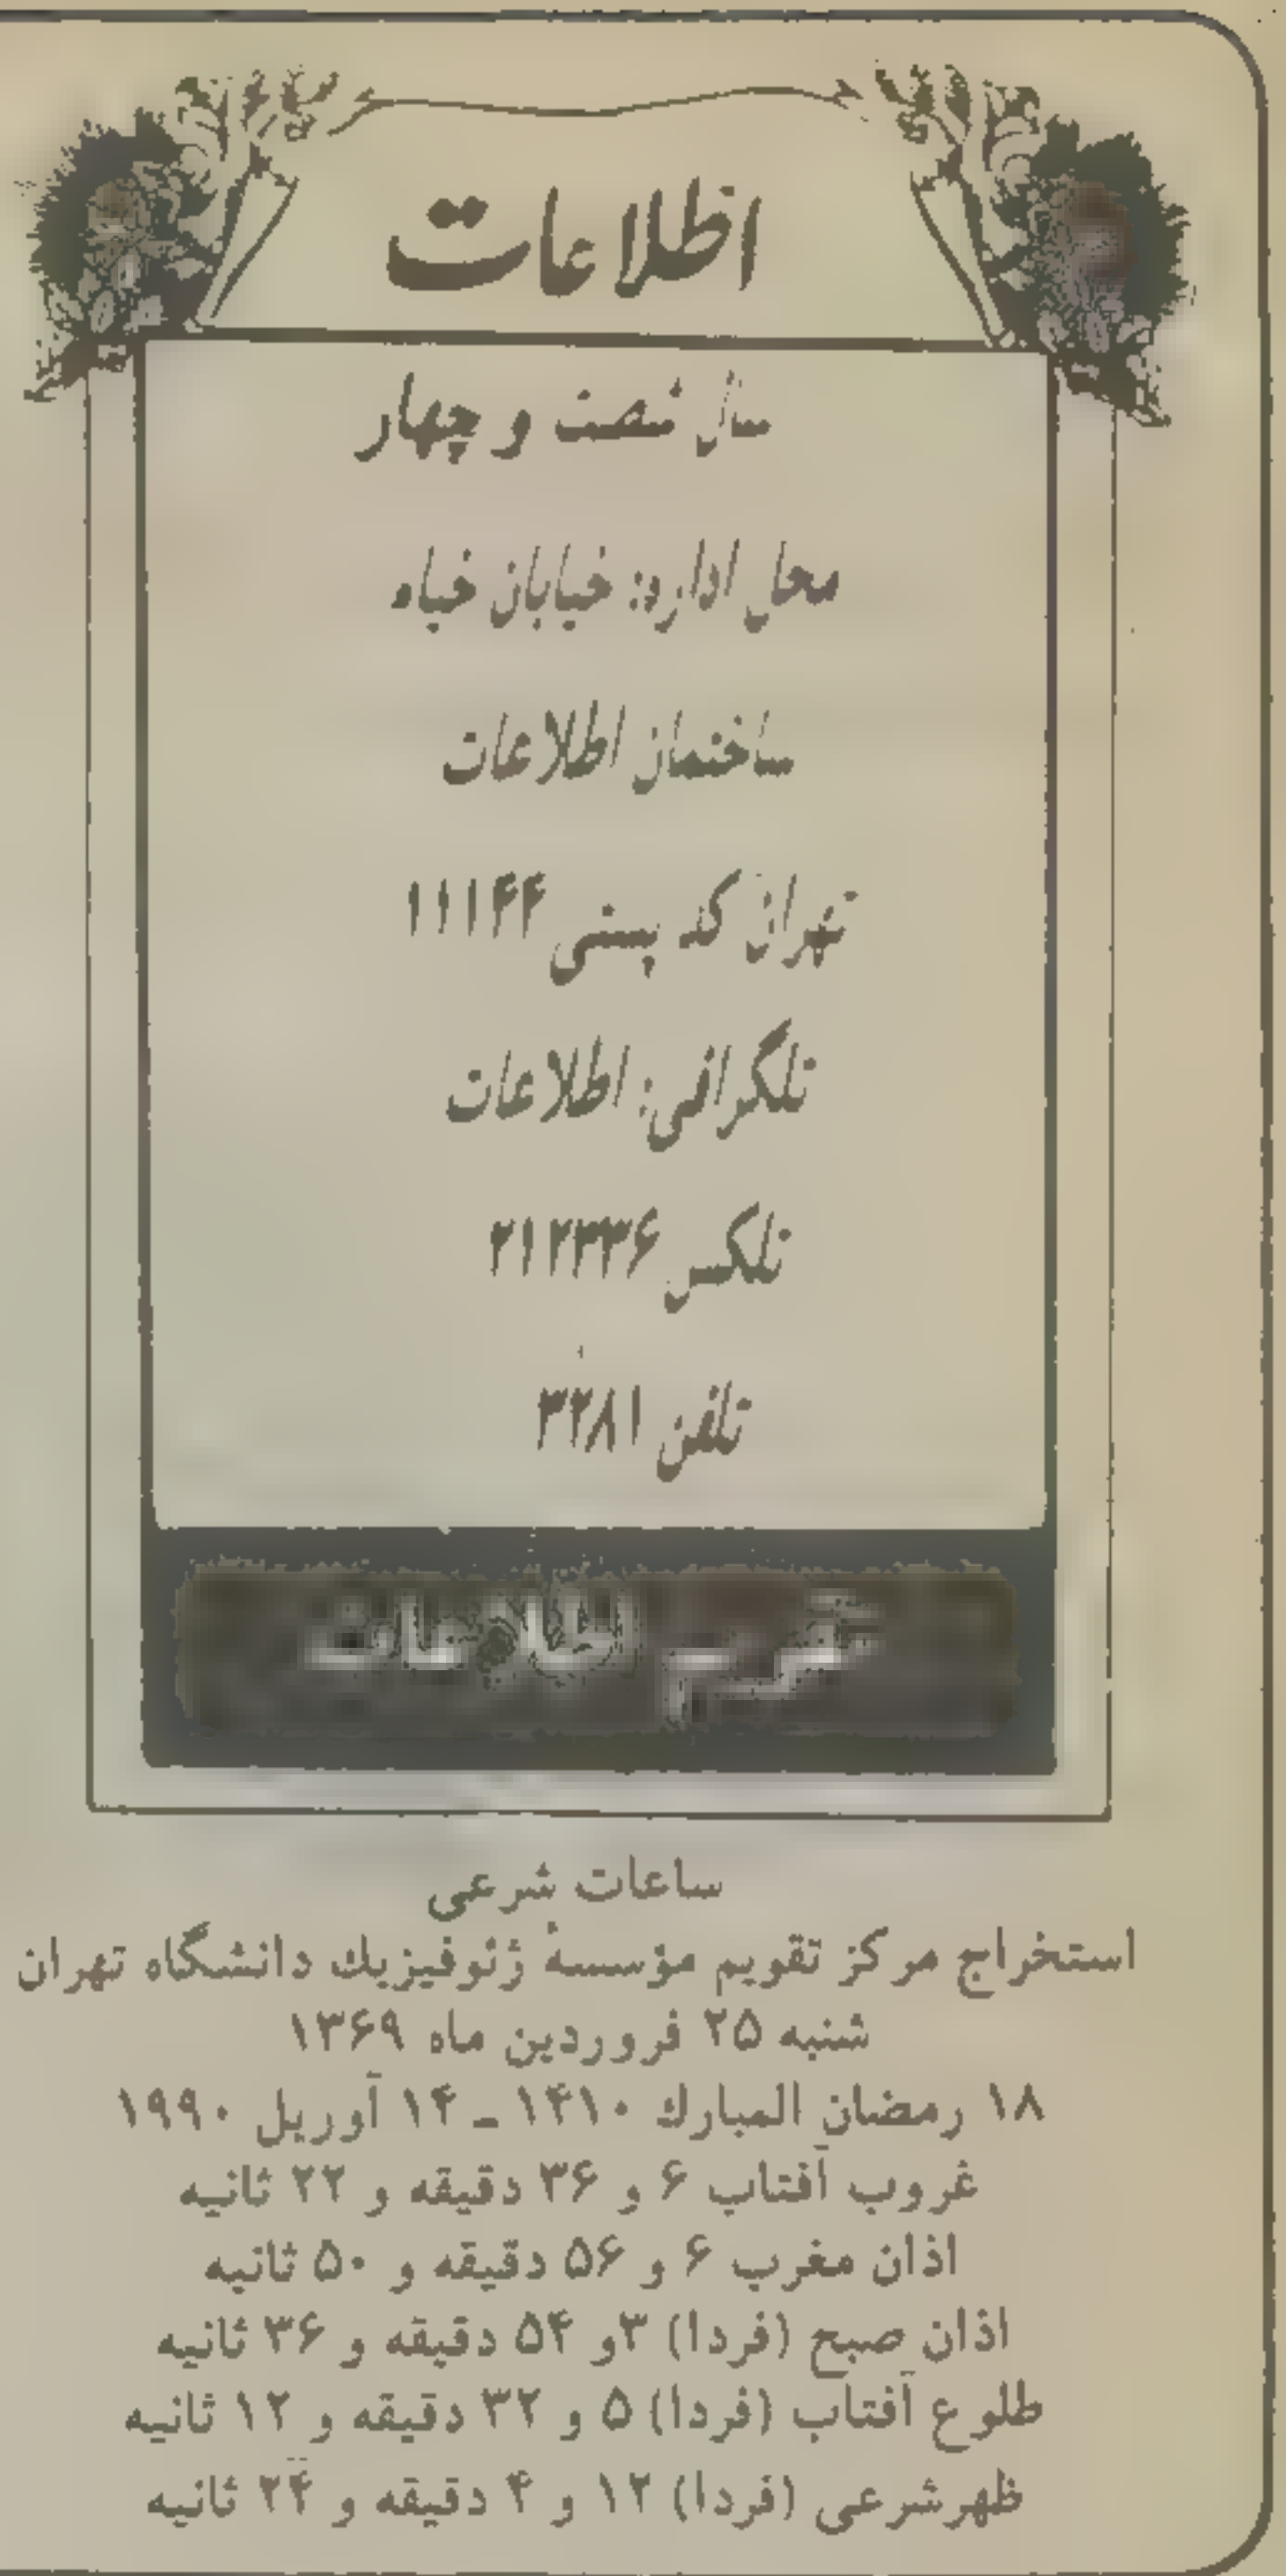 اطلاعات
سال شصت و چهار
محل اداره: خیابان خیام
ساختمان اطلاعات
تهران کد پستی ۱۱۱۴۴
تلگرافی: اطلاعات
تلکس ۲۱۲۳۳۶
تلفن ۳۲۸۱
اطلاعات
ساعات شرعی
استخراج مرکز تقویم مؤسسهٔ ژئوفیزیك دانشگاه تهران
شنبه ۲۵ فروردین ماه ۱۳۶۹
۱۸ رمضان المبارك ۱۴۱۰ ـ ۱۴ آوریل ۱۹۹۰
غروب آفتاب ۶ و ۳۶ دقیقه و ۲۲ ثانیه
اذان مغرب ۶ و ۵۶ دقیقه و ۵۰ ثانیه
اذان صبح (فردا) ۳و ۵۴ دقیقه و ۳۶ ثانیه
طلوع آفتاب (فردا) ۵ و ۳۲ دقیقه و ۱۲ ثانیه
ظهرشرعی (فردا) ۱۲ و ۴ دقیقه و ۲۴ ثانیه